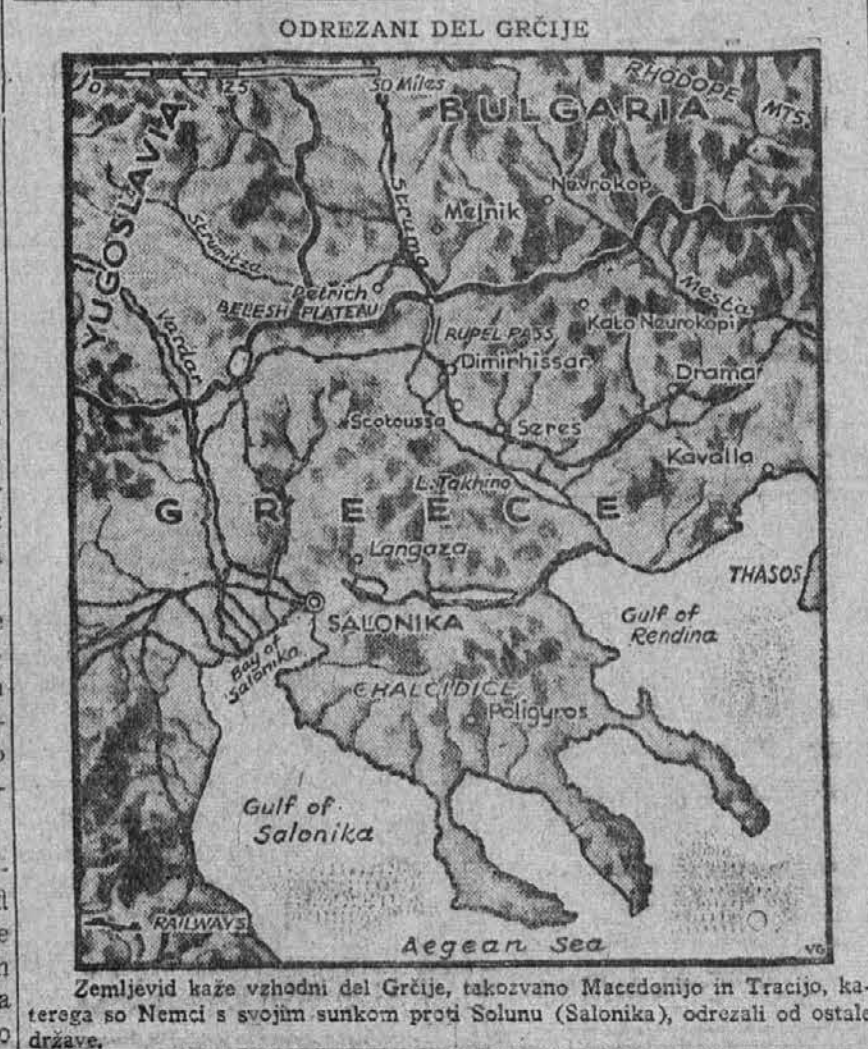 ODREZANI DEL GRČIJE
0 25 50 Miles
RHODOPE MTS.
BULGARIA
YUGOSLAVIA
Struma
Nevrokop
Melnik
Strumitza
Mesta
Petrich
BELESH PLATEAU
Kato Nevrokopi
Vardar
RUPEL PASS
Dimirhissar
Drama
Scotoussa
Seres
Kavalla
L. Takhino
GREECE
Langaza
THASOS
SALONIKA
Gulf of
Rendina
Bay of
Salonika
CHALCIDICE
Poligyros
Gulf of
Salonika
RAILWAYS
Aegean Sea
Zemljevid kaže vzhodni del Grčije, takozvano Macedonijo in Tracijo, ka-
terega so Nemci s svojim sunkom proti Solunu (Salonika), odrezali od ostale
države.